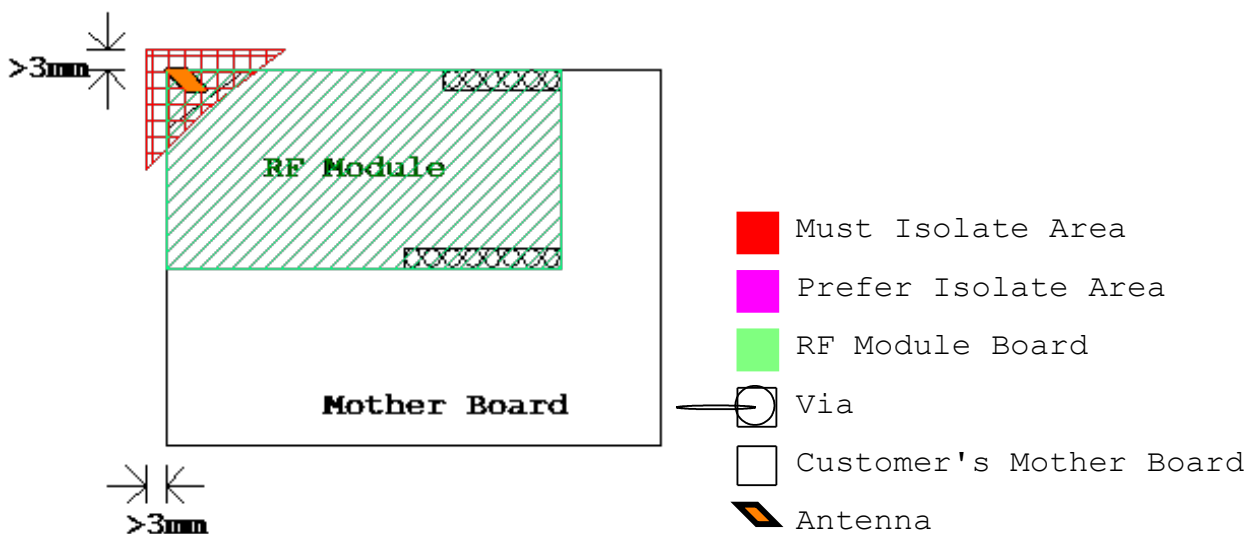 >3mm
RF Module
Mother Board
>3mm
Must Isolate Area
Prefer Isolate Area
RF Module Board
Via
Customer's Mother Board
Antenna